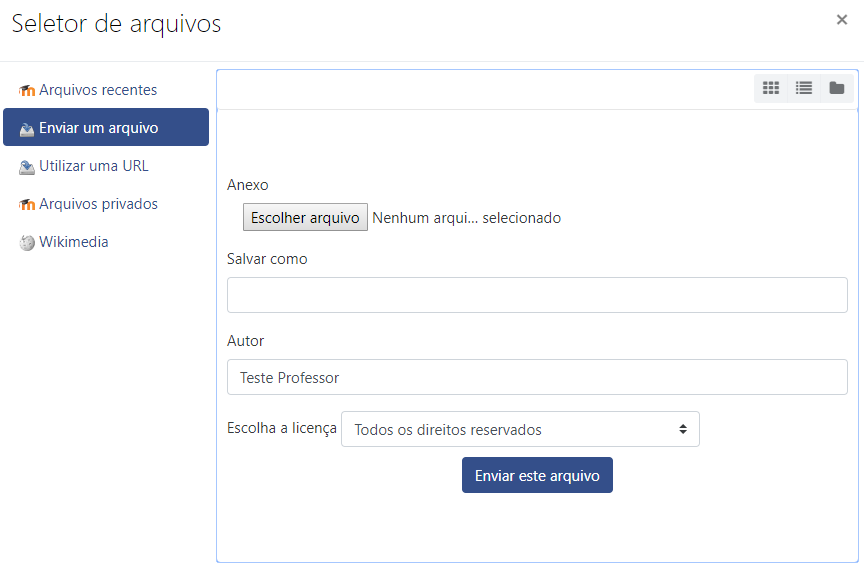 Seletor de arquivos
Arquivos recentes
Enviar um arquivo
Utilizar uma URL
Arquivos privados
Wikimedia
Anexo
Escolher arquivo Nenhum arqui... selecionado
Salvar como
Autor
Teste Professor
Escolha a licença Todos os direitos reservados
Enviar este arquivo